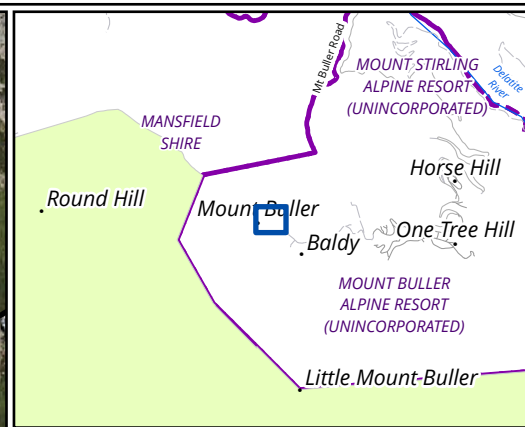 Mt Buller Road
MOUNT STIRLING
ALPINE RESORT
(UNINCORPORATED)
Delatite
River
MANSFIELD
SHIRE
Horse Hill
Round Hill
Mount Buller
One Tree Hill
Baldy
MOUNT BULLER
ALPINE RESORT
(UNINCORPORATED)
Little Mount Buller